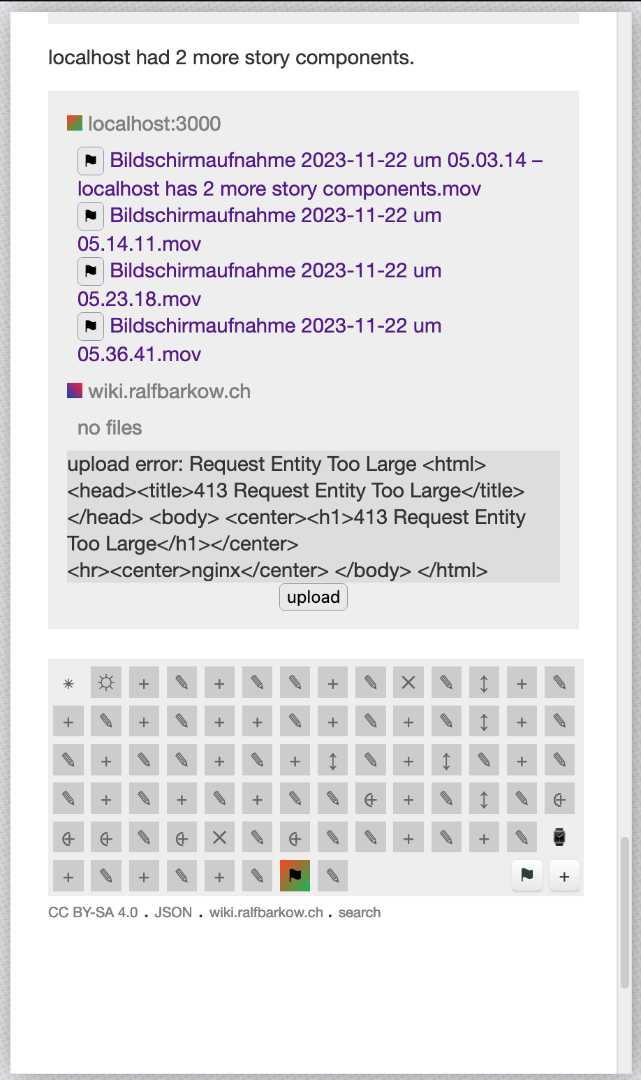 localhost had 2 more story components.
localhost:3000
Bildschirmaufnahme 2023-11-22 um 05.03.14 –
localhost has 2 more story components.mov
Bildschirmaufnahme 2023-11-22 um
05.14.11.mov
Bildschirmaufnahme 2023-11-22 um
05.23.18.mov
Bildschirmaufnahme 2023-11-22 um
05.36.41.mov
wiki.ralfbarkow.ch
no files
upload error: Request Entity Too Large <html>
<head><title>413 Request Entity Too Large</title>
</head> <body> <center><h1>413 Request Entity
Too Large</h1></center>
<hr><center>nginx</center> </body> </html>
upload
CC BY-SA 4.0 . JSON . wiki.ralfbarkow.ch . search